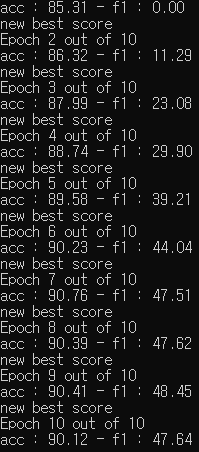 acc : 85.31 - f1 : 0.00
new best score
Epoch 2 out of 10
acc : 86.32 - f1 : 11.29
new best score
Epoch 3 out of 10
acc : 87.99 - f1 : 23.08
new best score
Epoch 4 out of 10
acc : 88.74 - f1 : 29.90
new best score
Epoch 5 out of 10
acc : 89.58 - f1 : 39.21
new best score
Epoch 6 out of 10
acc : 90.23 - f1 : 44.04
new best score
Epoch 7 out of 10
acc : 90.76 - f1 : 47.51
new best score
Epoch 8 out of 10
acc : 90.39 - f1 : 47.62
new best score
Epoch 9 out of 10
acc : 90.41 - f1 : 48.45
new best score
Epoch 10 out of 10
acc : 90.12 - f1 : 47.64